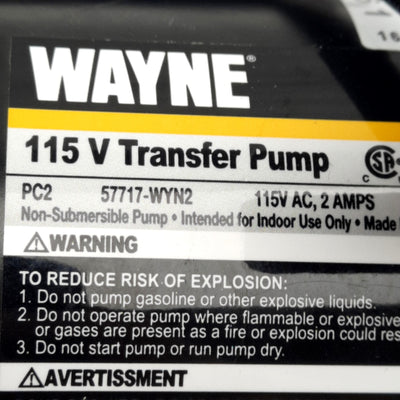 WAYNE®
115 V Transfer Pump
PC2 57717-WYN2 115V AC, 2 AMPS
Non-Submersible Pump • Intended for Indoor Use Only • Made
WARNING
TO REDUCE RISK OF EXPLOSION:
1. Do not pump gasoline or other explosive liquids.
2. Do not operate pump where flammable or explosive
or gases are present as a fire or explosion could res
3. Do not start pump or run pump dry.
AVERTISSMENT